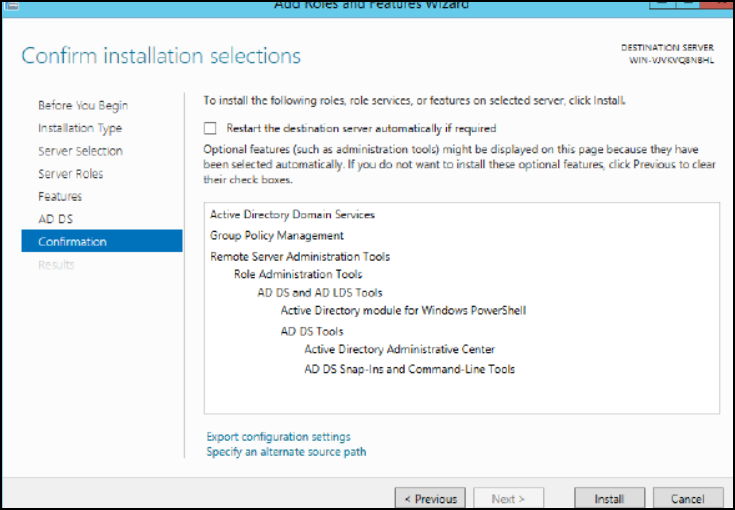 Add Roles and Features Wizard
Confirm installation selections
DESTINATION SERVER
WIN-VJVKVQ8NBHL
Before You Begin
Installation Type
Server Selection
Server Roles
Features
AD DS
Confirmation
Results
To install the following roles, role services, or features on selected server, click Install.
Restart the destination server automatically if required
Optional features (such as administration tools) might be displayed on this page because they have
been selected automatically. If you do not want to install these optional features, click Previous to clear
their check boxes.
Active Directory Domain Services
Group Policy Management
Remote Server Administration Tools
Role Administration Tools
AD DS and AD LDS Tools
Active Directory module for Windows PowerShell
AD DS Tools
Active Directory Administrative Center
AD DS Snap-Ins and Command-Line Tools
Export configuration settings
Specify an alternate source path
< Previous
Next >
Install
Cancel